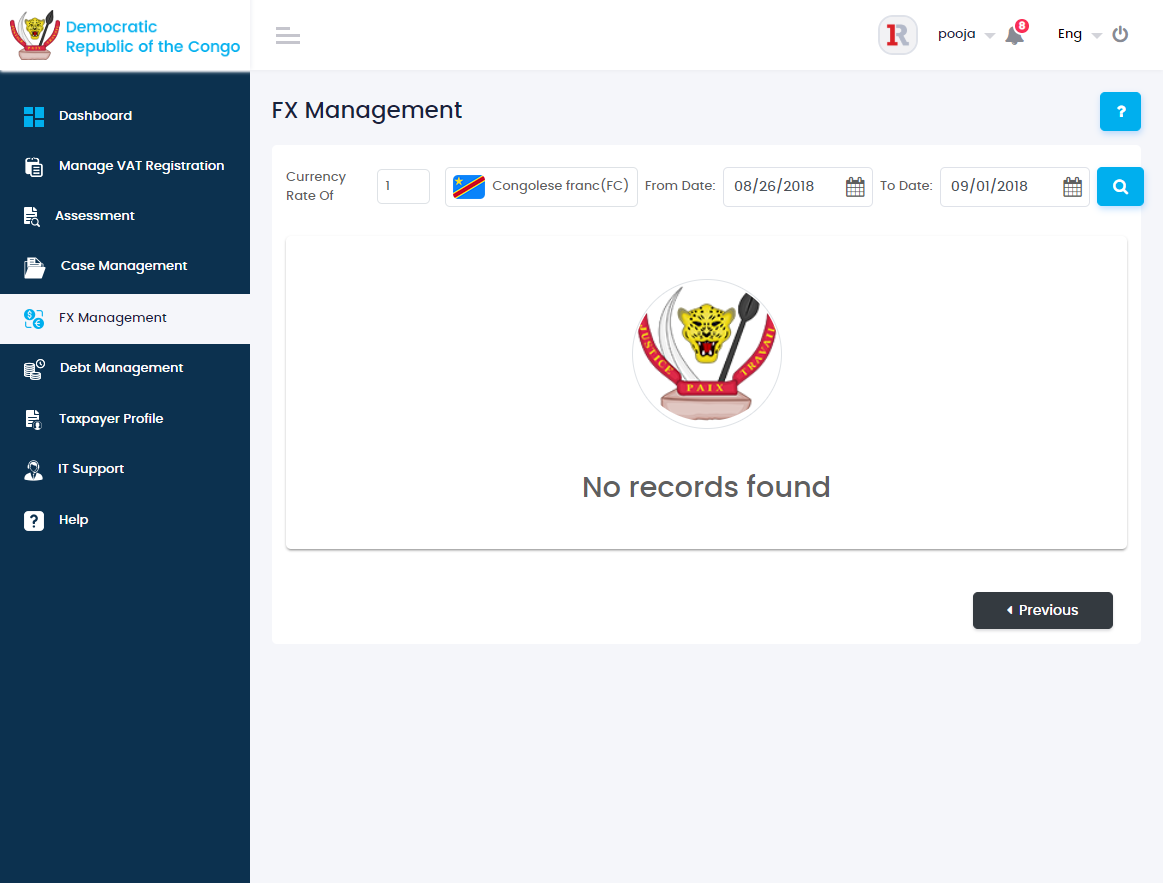 Democratic
Republic of the Congo
1R
pooja
8
Eng
Dashboard
Manage VAT Registration
Assessment
Case Management
FX Management
Debt Management
Taxpayer Profile
IT Support
? Help
FX Management
?
Currency
Rate Of
1
Congolese franc(FC)
From Date:
08/26/2018
To Date:
09/01/2018
JUSTICE
PAIX
TRAVAIL
No records found
Previous